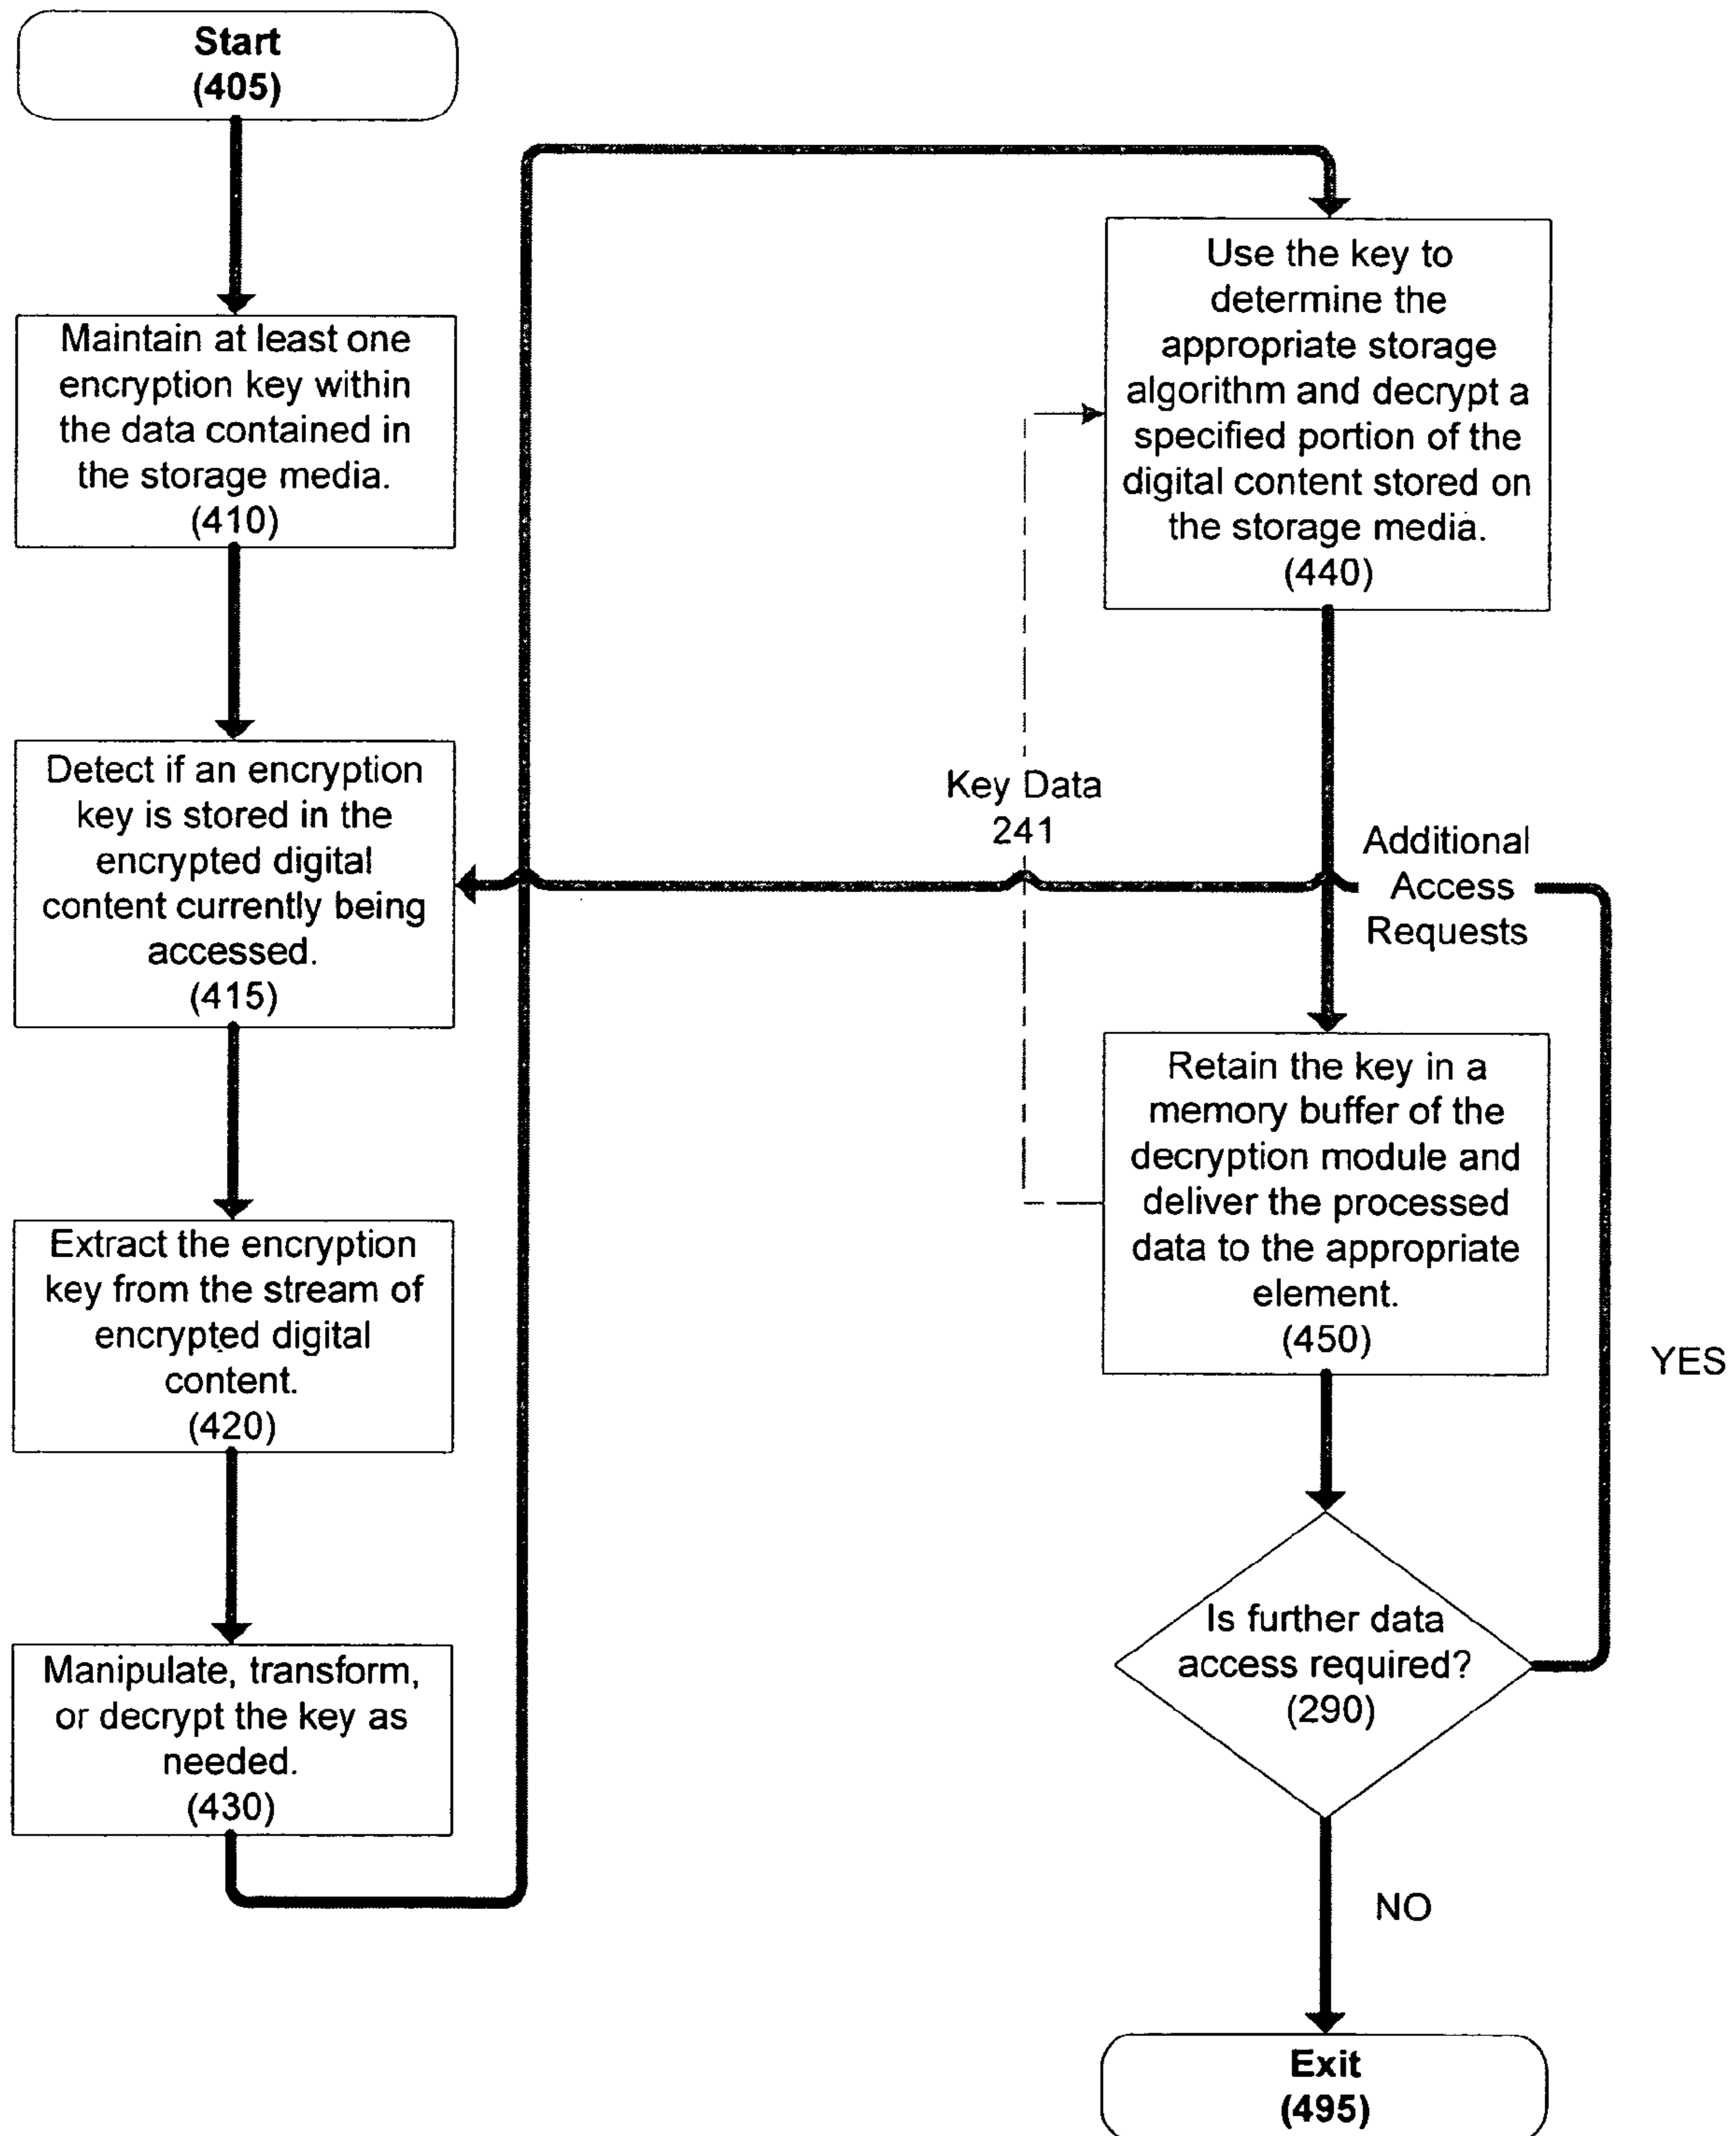 Start
(405)
Maintain at least one
encryption key within
the data contained in
the storage media.
(410)
Detect if an encryption
key is stored in the
encrypted digital
content currently being
accessed.
(415)
Extract the encryption
key from the stream of
encrypted digital
content.
(420)
Manipulate, transform,
or decrypt the key as
needed.
(430)
Use the key to
determine the
appropriate storage
algorithm and decrypt a
specified portion of the
digital content stored on
the storage media.
(440)
Key Data
241
Additional
Access
Requests
Retain the key in a
memory buffer of the
decryption module and
deliver the processed
data to the appropriate
element.
(450)
YES
Is further data
access required?
(290)
NO
Exit
(495)